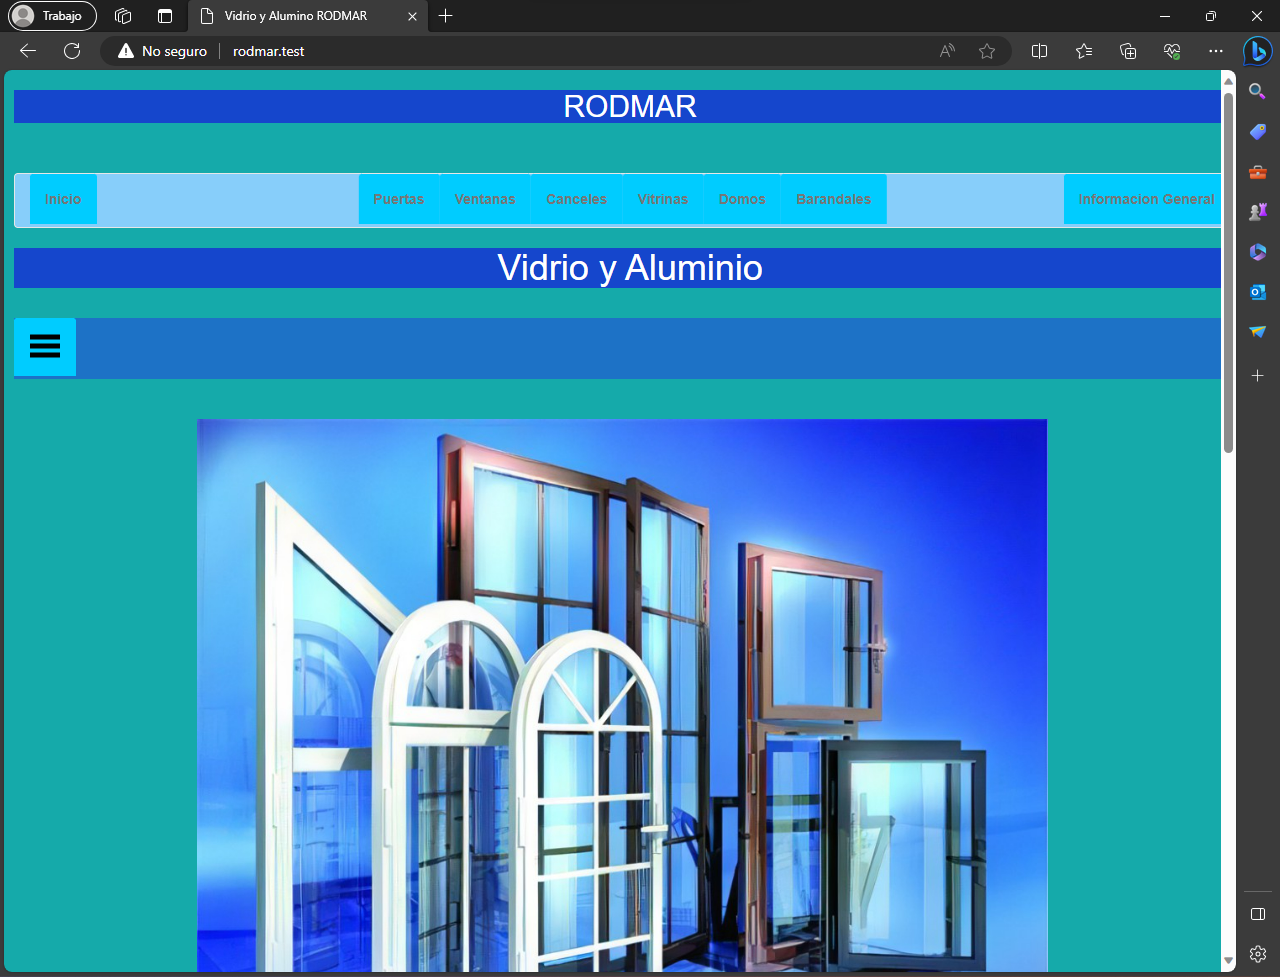 Trabajo
Vidrio y Alumino RODMAR
No seguro
rodmar.test
RODMAR
Inicio
Puertas
Ventanas
Canceles
Vitrinas
Domos
Barandales
Informacion General
Vidrio y Aluminio